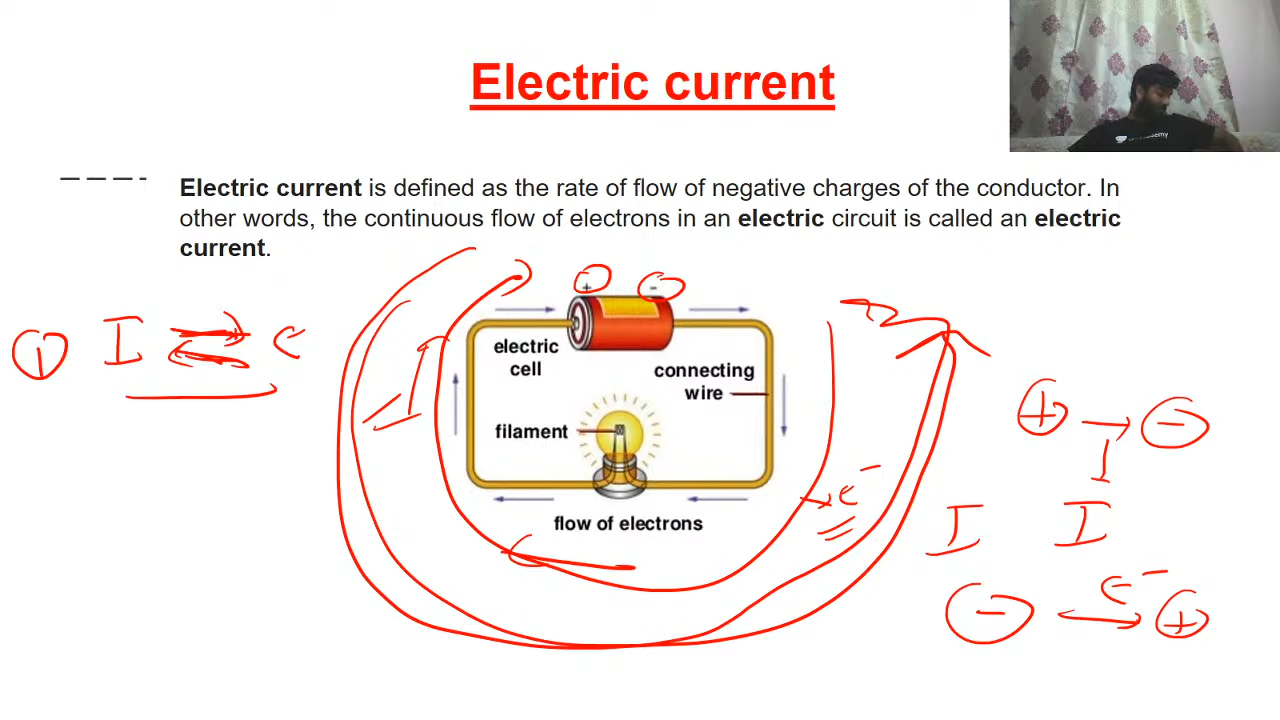 Electric current
Electric current is defined as the rate of flow of negative charges of the conductor. In
other words, the continuous flow of electrons in an electric circuit is called an electric
current.
+ -
electric
cell
connecting
wire
filament
flow of electrons
1 I e
I
e-
+ → -
I
I I
e-
- +